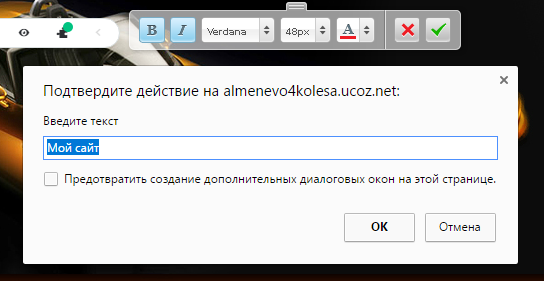 B I Verdana 48px A
Подтвердите действие на almenevo4kolesa.ucoz.net:
Введите текст
Мой сайт
Предотвратить создание дополнительных диалоговых окон на этой странице.
OK Отмена